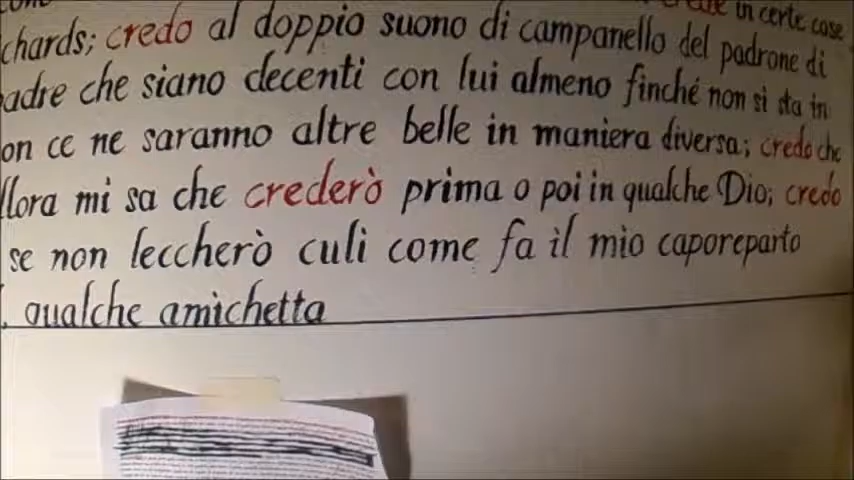 in certe cose
chards; credo al doppio suono di campanello del padrone di
adre che siano decenti con lui almeno finché non si sta in
on ce ne saranno altre belle in maniera diversa; credo che
llora mi sa che crederò prima o poi in qualche Dio; credo
se non leccherò culi come fa il mio caporeparto
. qualche amichetta